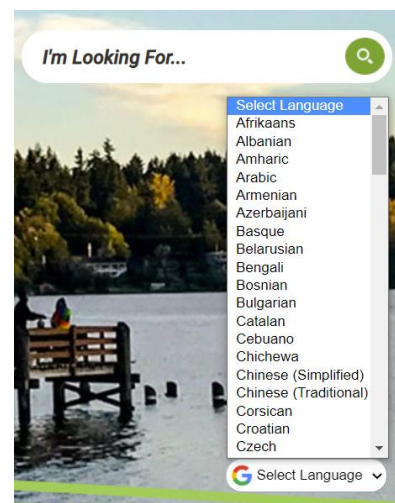 I'm Looking For...
Select Language
Afrikaans
Albanian
Amharic
Arabic
Armenian
Azerbaijani
Basque
Belarusian
Bengali
Bosnian
Bulgarian
Catalan
Cebuano
Chichewa
Chinese (Simplified)
Chinese (Traditional)
Corsican
Croatian
Czech
Select Language